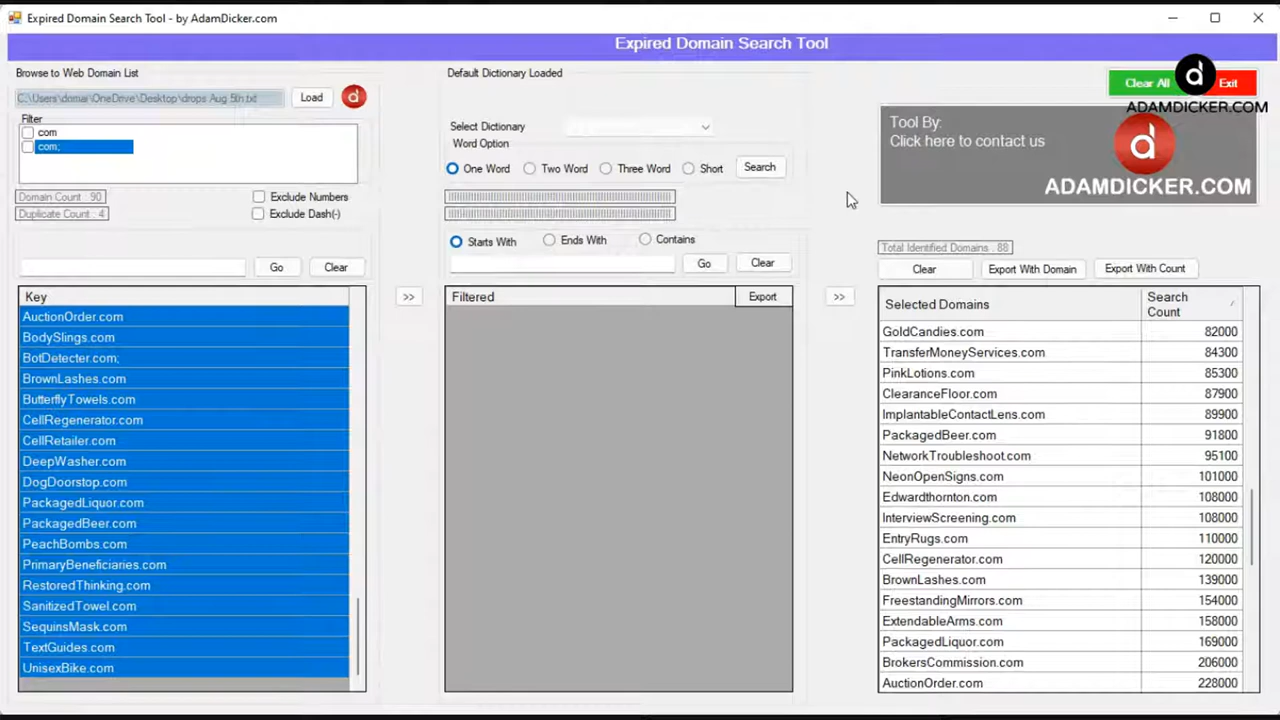 Expired Domain Search Tool - by AdamDicker.com
Expired Domain Search Tool
Browse to Web Domain List
C:\Users\domai\OneDrive\Desktop\drops Aug 5th.txt
Load
d
Filter
com
com;
Domain Count : 90
Duplicate Count : 4
Exclude Numbers
Exclude Dash(-)
Go
Clear
Key
AuctionOrder.com
BodySlings.com
BotDetecter.com;
BrownLashes.com
ButterflyTowels.com
CellRegenerator.com
CellRetailer.com
DeepWasher.com
DogDoorstop.com
PackagedLiquor.com
PackagedBeer.com
PeachBombs.com
PrimaryBeneficiaries.com
RestoredThinking.com
SanitizedTowel.com
SequinsMask.com
TextGuides.com
UnisexBike.com
>>
Default Dictionary Loaded
Select Dictionary
Word Option
One Word Two Word Three Word Short Search
Starts With Ends With Contains
Go
Clear
Filtered
Export
>>
Clear All
d
Exit
ADAMDICKER.COM
Tool By:
Click here to contact us
d
ADAMDICKER.COM
Total Identified Domains : 88
Clear
Export With Domain
Export With Count
Selected Domains
Search
Count
GoldCandies.com 82000
TransferMoneyServices.com 84300
PinkLotions.com 85300
ClearanceFloor.com 87900
ImplantableContactLens.com 89900
PackagedBeer.com 91800
NetworkTroubleshoot.com 95100
NeonOpenSigns.com 101000
Edwardthornton.com 108000
InterviewScreening.com 108000
EntryRugs.com 110000
CellRegenerator.com 120000
BrownLashes.com 139000
FreestandingMirrors.com 154000
ExtendableArms.com 158000
PackagedLiquor.com 169000
BrokersCommission.com 206000
AuctionOrder.com 228000